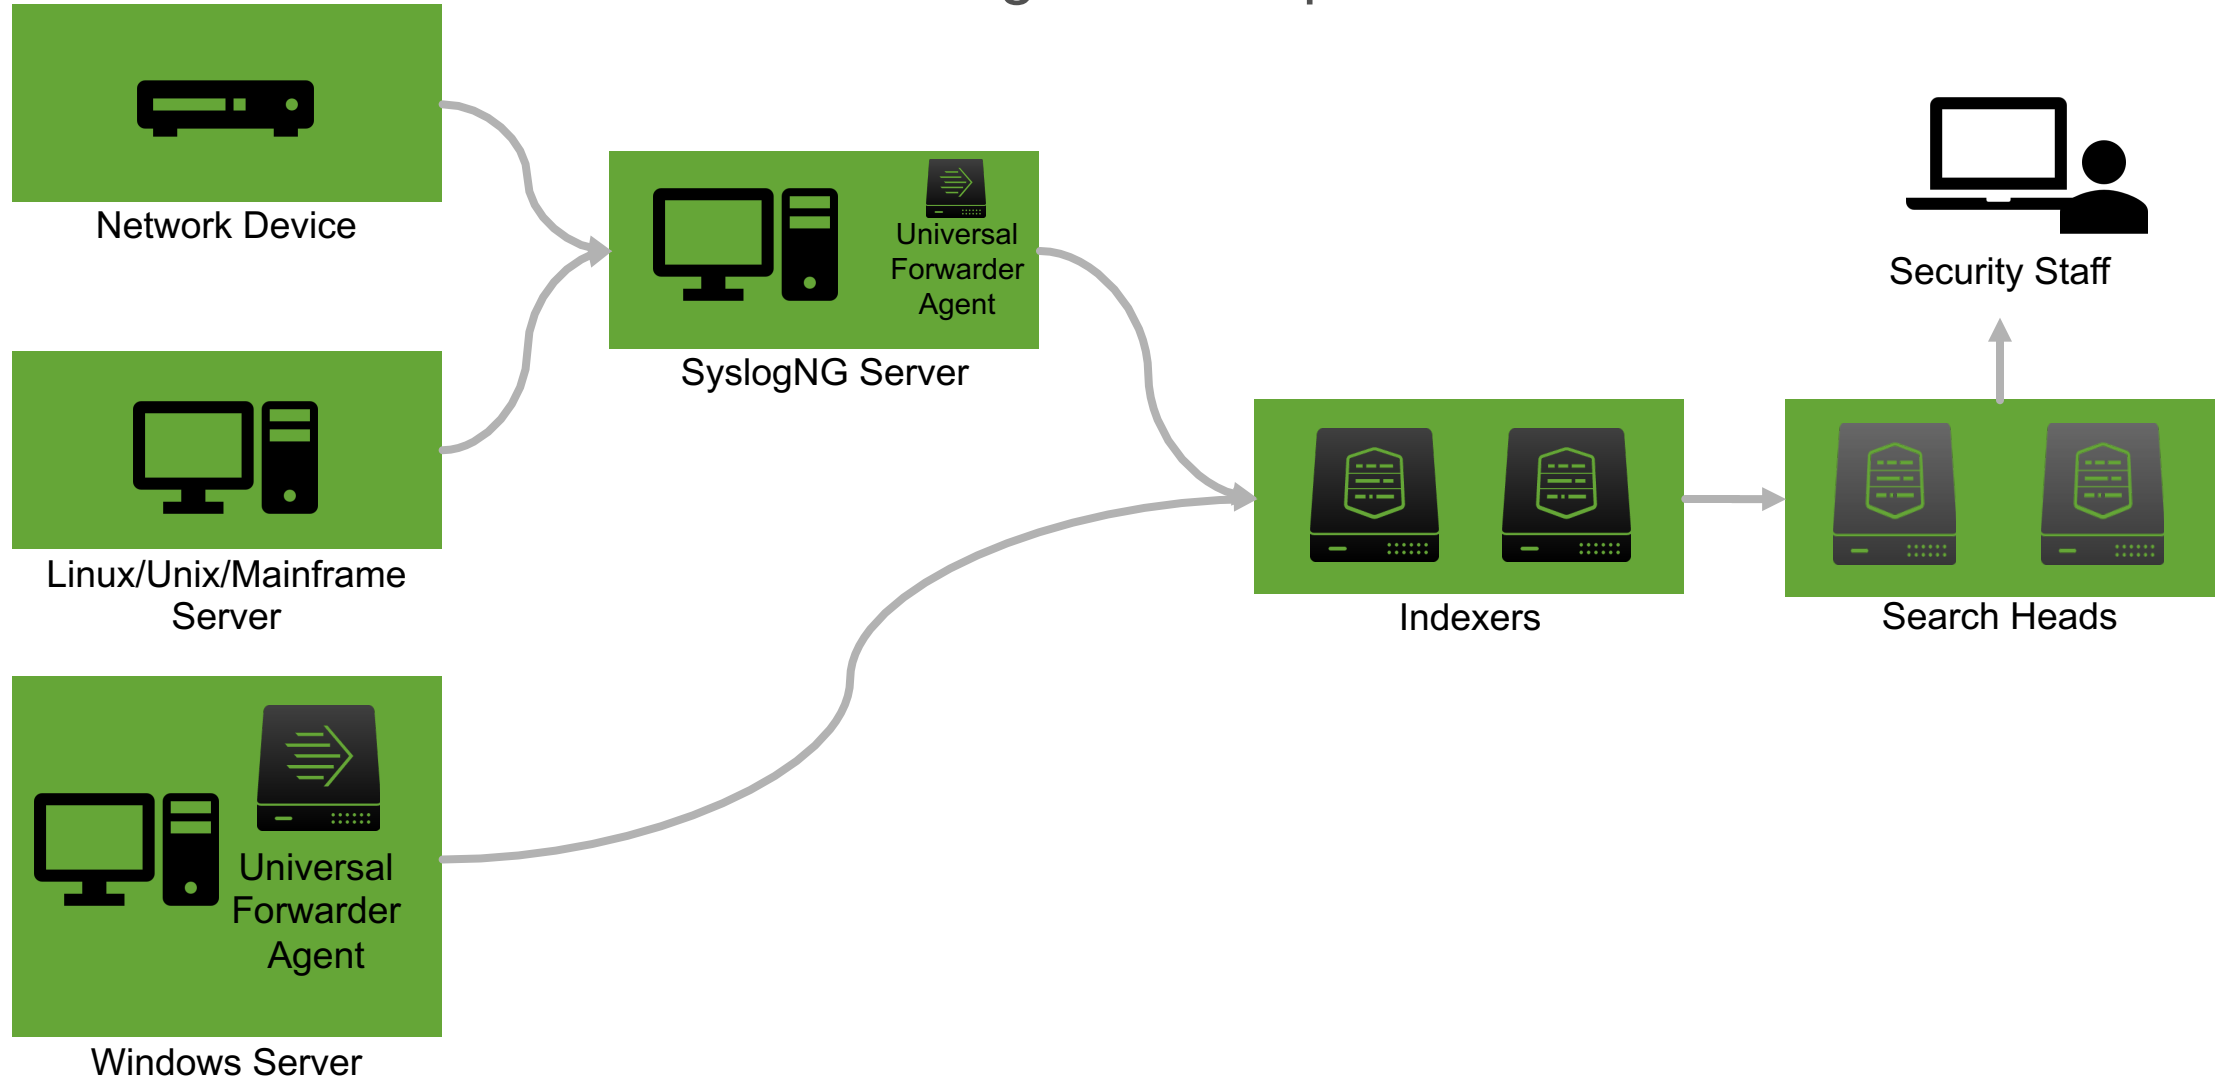 Network Device
Universal
Forwarder
Agent
SyslogNG Server
Security Staff
Linux/Unix/Mainframe
Server
Indexers
Search Heads
Universal
Forwarder
Agent
Windows Server